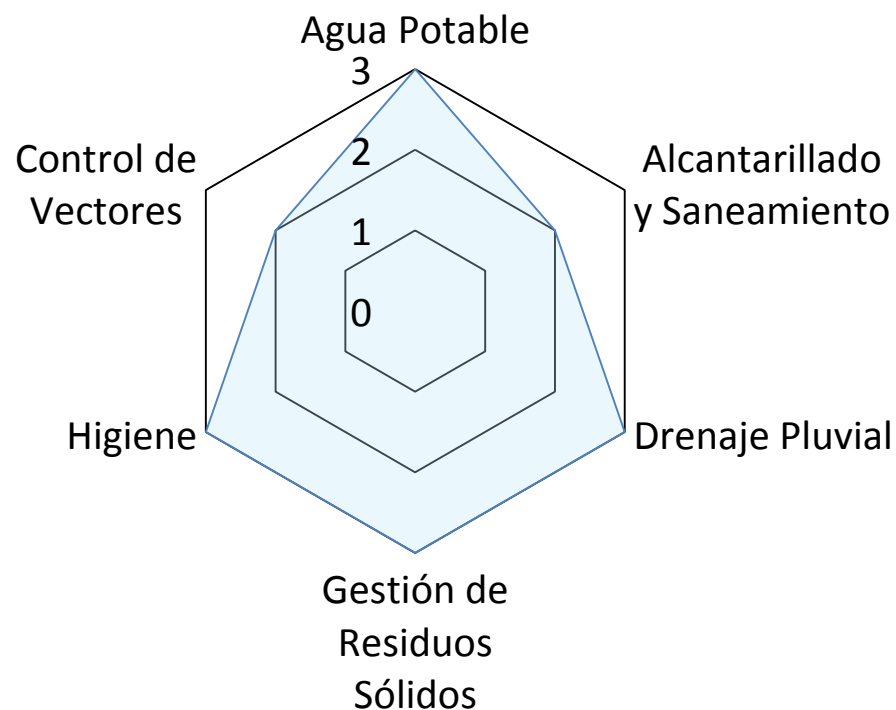 Agua Potable
3
2
1
0
Alcantarillado
y Saneamiento
Drenaje Pluvial
Gestión de
Residuos
Sólidos
Higiene
Control de
Vectores